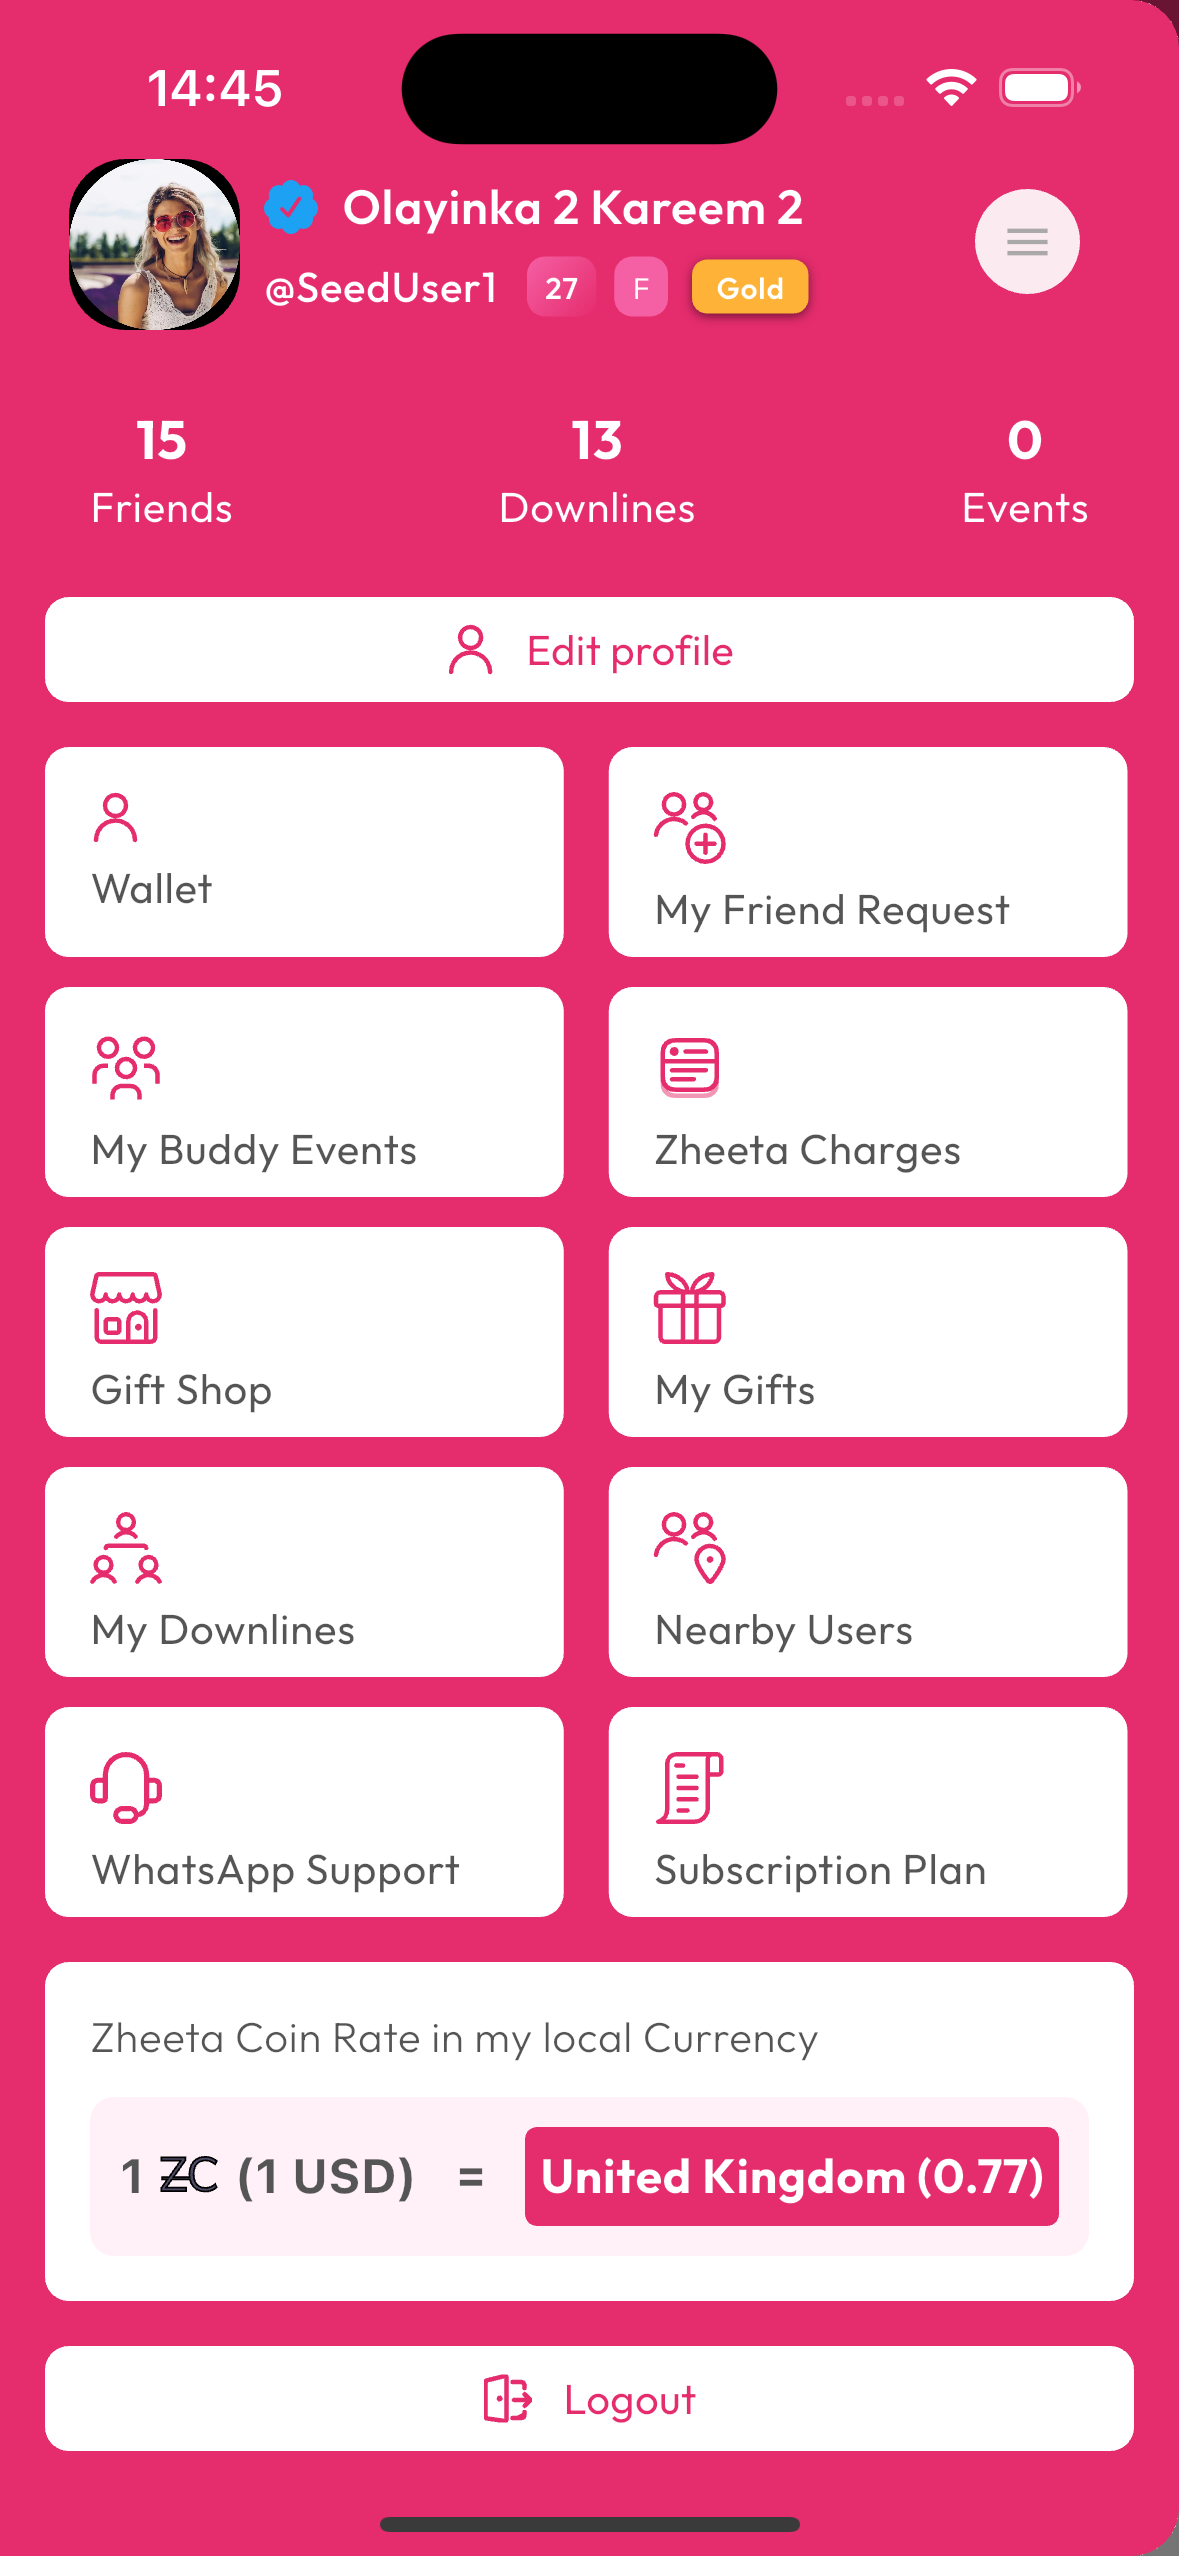 14:45
Olayinka 2 Kareem 2
@SeedUser1 27 F Gold
15 13 0
Friends Downlines Events
Edit profile
Wallet
My Friend Request
My Buddy Events
Zheeta Charges
Gift Shop
My Gifts
My Downlines
Nearby Users
WhatsApp Support
Subscription Plan
Zheeta Coin Rate in my local Currency
1 ZC (1 USD) = United Kingdom (0.77)
Logout